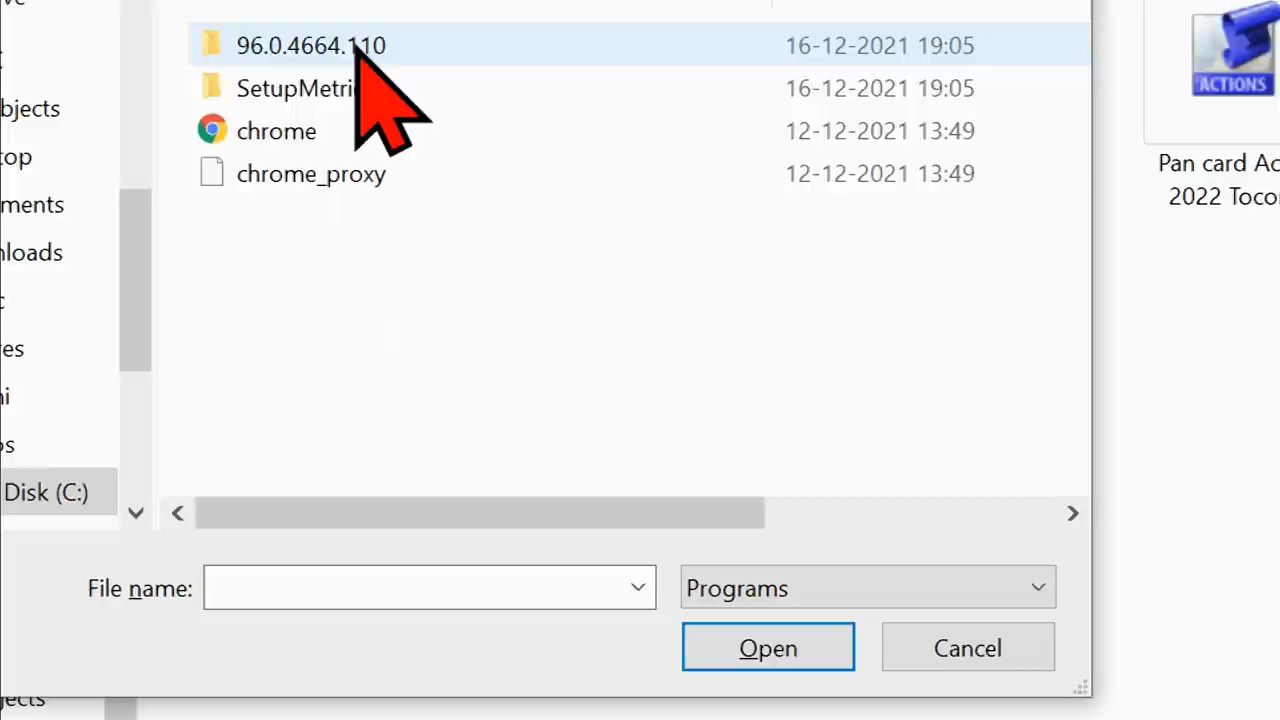 96.0.4664.110 16-12-2021 19:05
SetupMetri 16-12-2021 19:05
chrome 12-12-2021 13:49
chrome_proxy 12-12-2021 13:49
bjects
top
ments
nloads
res
Disk (C:)
File name: Programs
Open Cancel
ACTIONS
Pan card Ac
2022 Toco